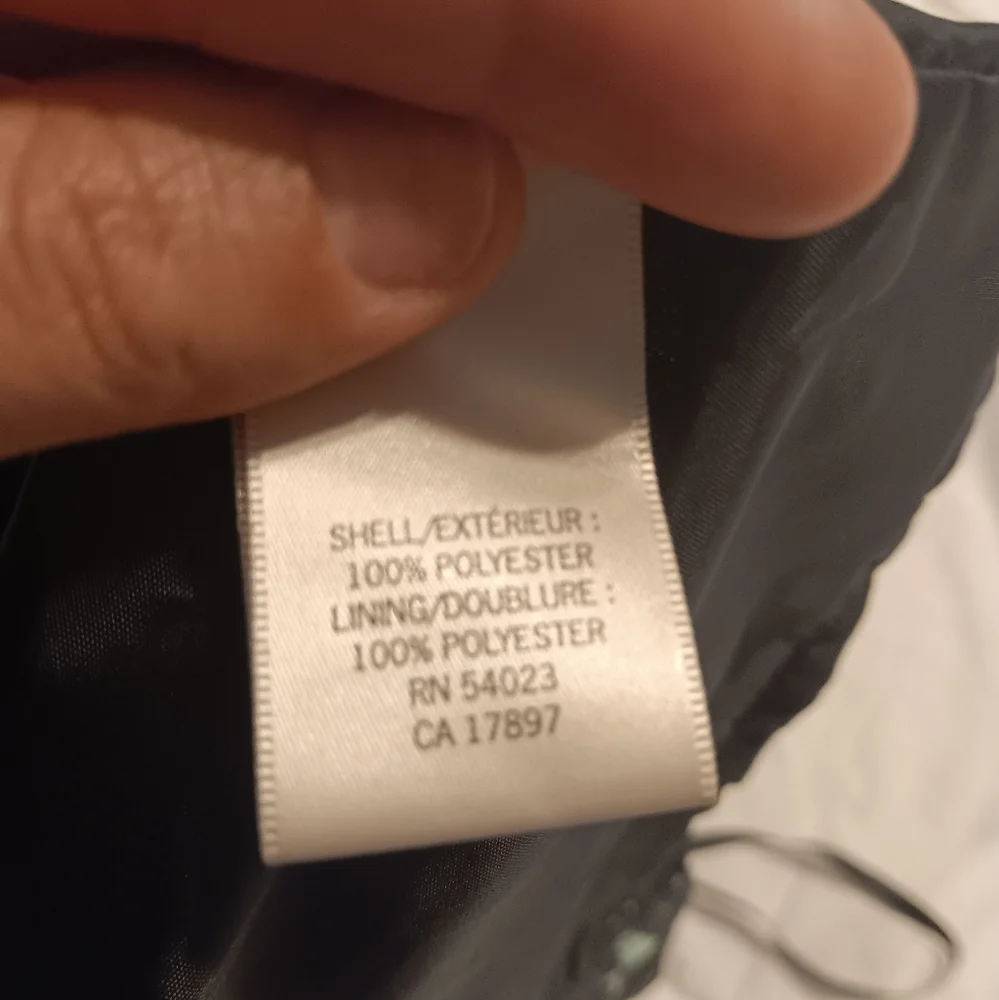 SHELL/EXTÉRIEUR :
100% POLYESTER
LINING/DOUBLURE :
100% POLYESTER
RN 54023
CA 17897